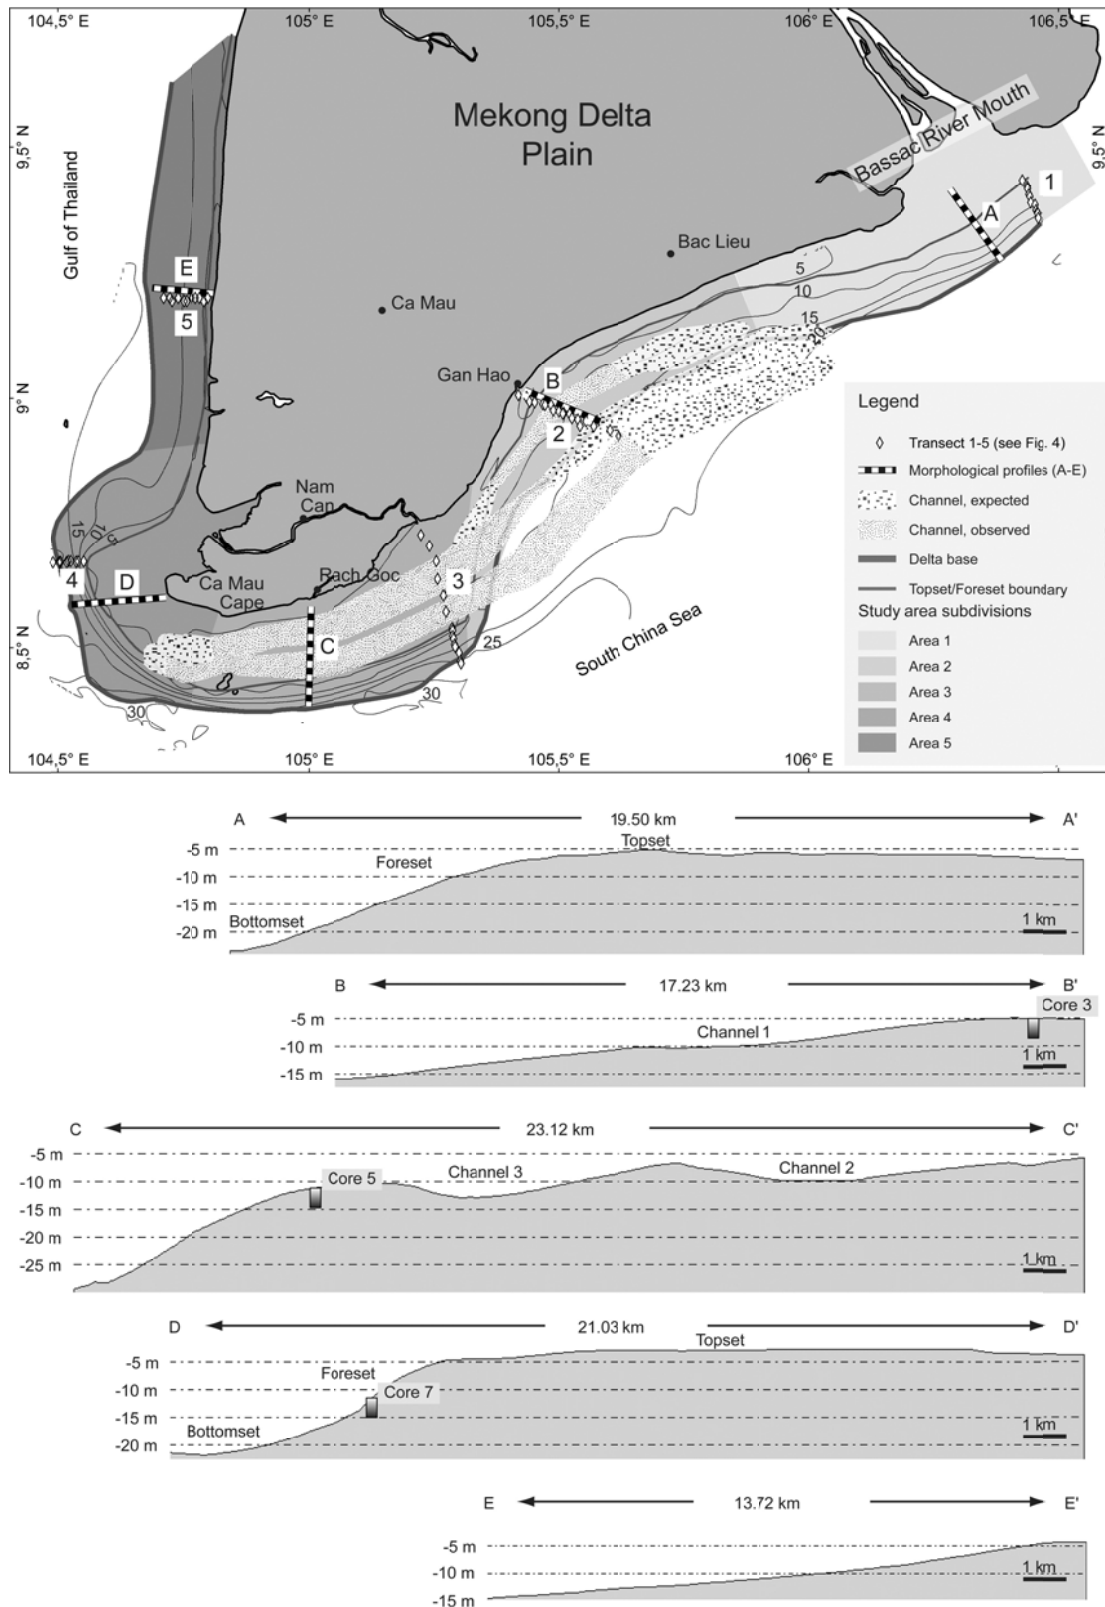 104,5° E
105° E
105,5° E
106° E
106,5° E
9,5° N
9,5° N
9° N
9° N
8,5° N
8,5° N
Mekong Delta
Plain
Bassac River Mouth
Gulf of Thailand
South China Sea
1
A
Bac Lieu
5
10
15
20
E
5
Ca Mau
Gan Hao
B
2
Nam
Can
15
10
5
4
D
Ca Mau
Cape
Rach Goc
3
C
25
30
30
Legend
Transect 1-5 (see Fig. 4)
Morphological profiles (A-E)
Channel, expected
Channel, observed
Delta base
Topset/Foreset boundary
Study area subdivisions
Area 1
Area 2
Area 3
Area 4
Area 5
104,5° E
105° E
105,5° E
106° E
A
19.50 km
A'
Topset
-5 m
Foreset
-10 m
-15 m
Bottomset
1 km
-20 m
B
17.23 km
B'
Core 3
-5 m
Channel 1
-10 m
1 km
-15 m
C
23.12 km
C'
-5 m
Channel 3
Channel 2
Core 5
-10 m
-15 m
-20 m
1 km
-25 m
D
21.03 km
D'
Topset
-5 m
Foreset
-10 m
Core 7
-15 m
Bottomset
1 km
-20 m
E
13.72 km
E'
-5 m
1 km
-10 m
-15 m